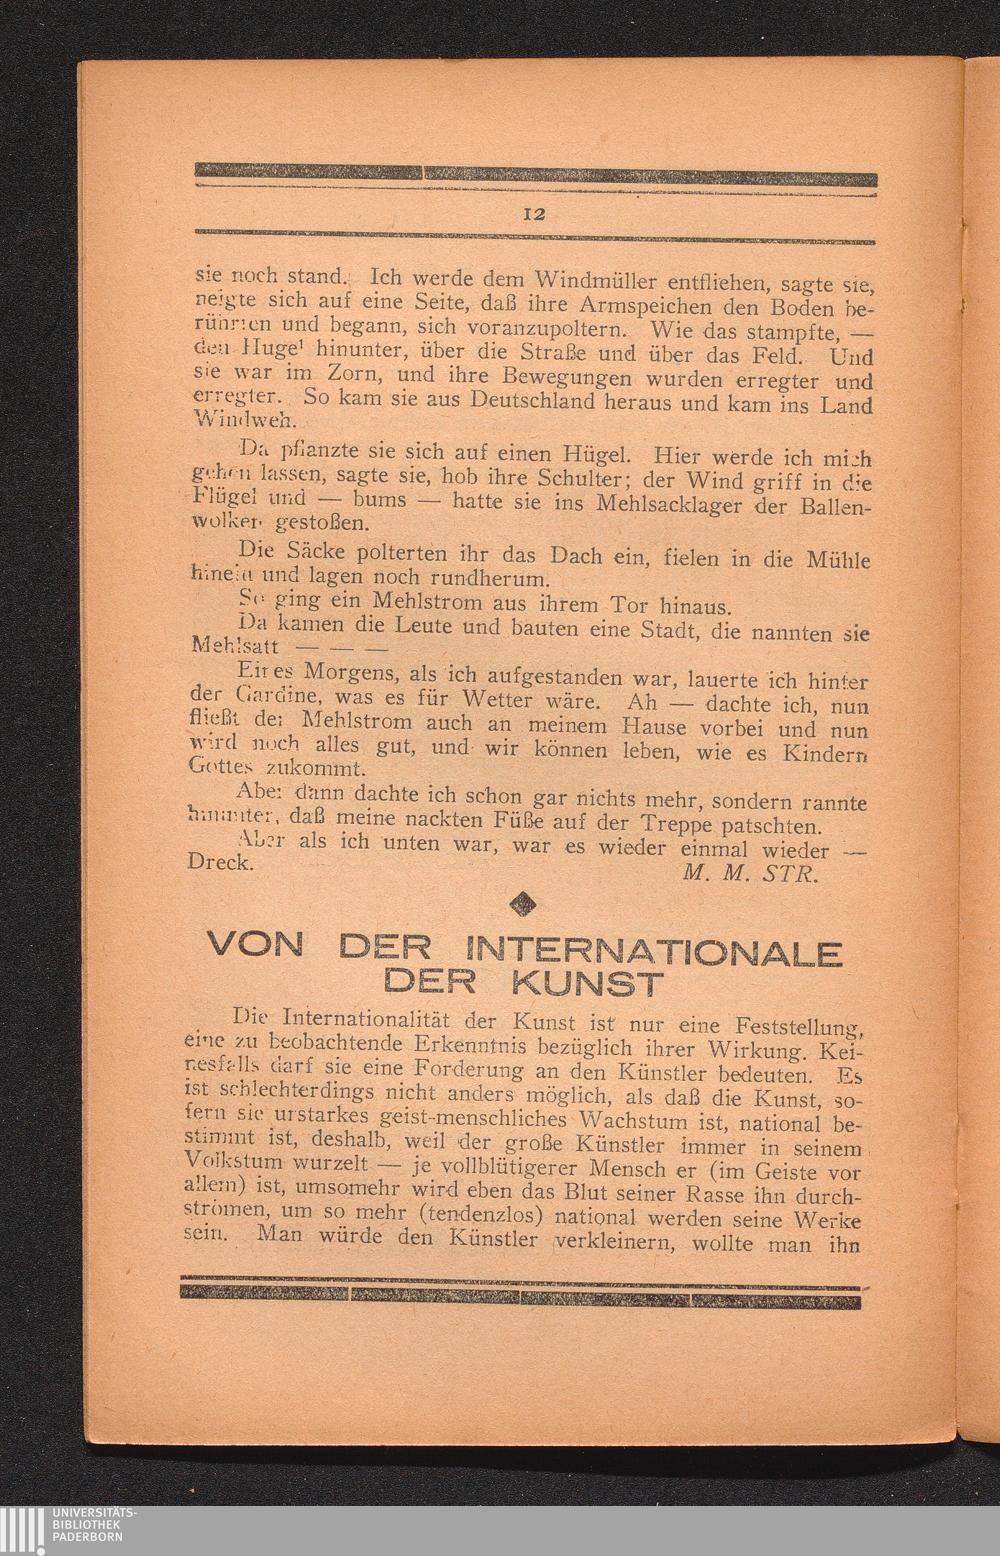 12
sie noch stand. Ich werde dem Windmüller entfliehen, sagte sie,
neigte sich auf eine Seite, daß ihre Armspeichen den Boden be-
rührten und begann, sich voranzupoltern. Wie das stampfte, —
den Hügel hinunter, über die Straße und über das Feld. Und
sie war im Zorn, und ihre Bewegungen wurden erregter und
erregter. So kam sie aus Deutschland heraus und kam ins Land
Windweh.
Da pflanzte sie sich auf einen Hügel. Hier werde ich mich
gehen lassen, sagte sie, hob ihre Schulter; der Wind griff in die
Flügel und — bums — hatte sie ins Mehlsacklager der Ballen-
wolken gestoßen.
Die Säcke polterten ihr das Dach ein, fielen in die Mühle
hinein und lagen noch rundherum.
So ging ein Mehlstrom aus ihrem Tor hinaus.
Da kamen die Leute und bauten eine Stadt, die nannten sie
Mehlsatt — — —
Eines Morgens, als ich aufgestanden war, lauerte ich hinter
der Gardine, was es für Wetter wäre. Ah — dachte ich, nun
fließt der Mehlstrom auch an meinem Hause vorbei und nun
wird noch alles gut, und wir können leben, wie es Kindern
Gottes zukommt.
Aber dann dachte ich schon gar nichts mehr, sondern rannte
hinunter, daß meine nackten Füße auf der Treppe patschten.
Aber als ich unten war, war es wieder einmal wieder —
Dreck. M. M. STR.
VON DER INTERNATIONALE
DER KUNST
Die Internationalität der Kunst ist nur eine Feststellung,
eine zu beobachtende Erkenntnis bezüglich ihrer Wirkung. Kei-
nesfalls darf sie eine Forderung an den Künstler bedeuten. Es
ist schlechterdings nicht anders möglich, als daß die Kunst, so-
fern sie urstarkes geist-menschliches Wachstum ist, national be-
stimmt ist, deshalb, weil der große Künstler immer in seinem
Volkstum wurzelt — je vollblütigerer Mensch er (im Geiste vor
allem) ist, umsomehr wird eben das Blut seiner Rasse ihn durch-
strömen, um so mehr (tendenzlos) national werden seine Werke
sein. Man würde den Künstler verkleinern, wollte man ihn
UNIVERSITÄTS-
BIBLIOTHEK
PADERBORN